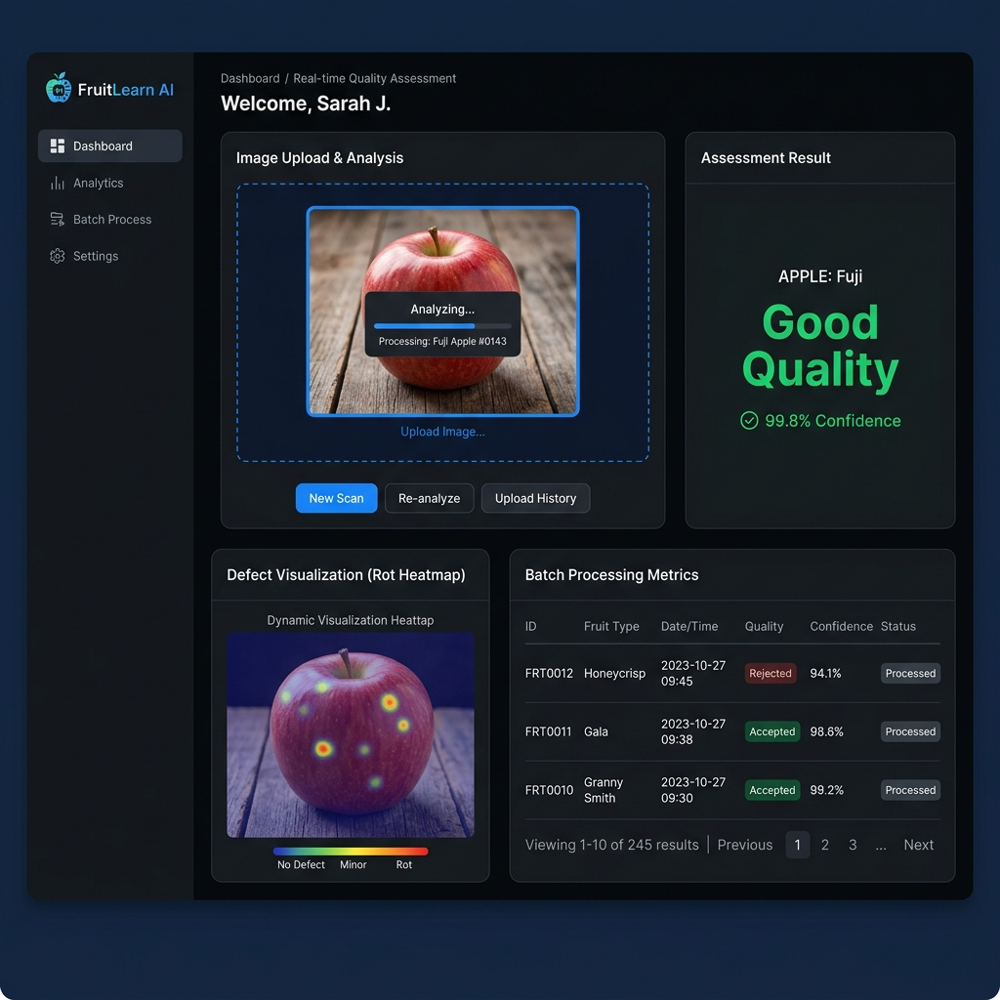 FruitLearn AI
Dashboard
Analytics
Batch Process
Settings
Dashboard / Real-time Quality Assessment
Welcome, Sarah J.
Image Upload & Analysis
Analyzing...
Processing: Fuji Apple #0143
Upload Image...
New Scan
Re-analyze
Upload History
Assessment Result
APPLE: Fuji
Good
Quality
99.8% Confidence
Defect Visualization (Rot Heatmap)
Dynamic Visualization Heattap
No Defect Minor Rot
Batch Processing Metrics
ID Fruit Type Date/Time Quality Confidence Status
FRT0012 Honeycrisp 2023-10-27 09:45 Rejected 94.1% Processed
FRT0011 Gala 2023-10-27 09:38 Accepted 98.6% Processed
FRT0010 Granny Smith 2023-10-27 09:30 Accepted 99.2% Processed
Viewing 1-10 of 245 results | Previous 1 2 3 ... Next